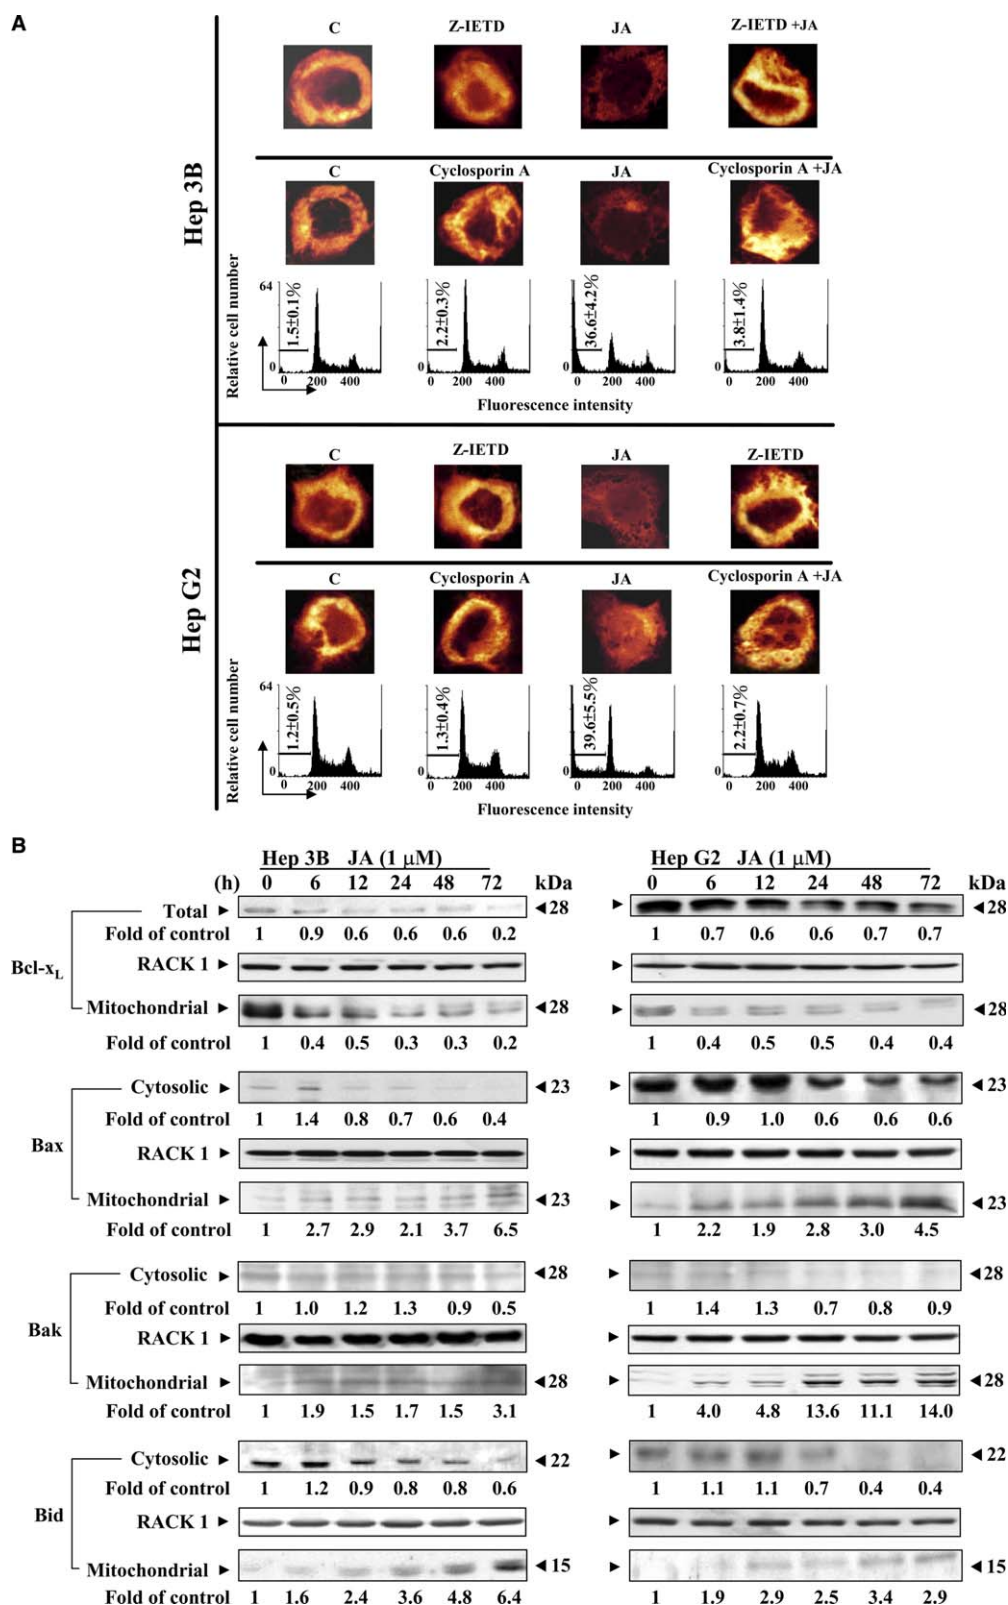 A
C Z-IETD JA Z-IETD +JA
Hep 3B
C Cyclosporin A JA Cyclosporin A +JA
Relative cell number
64
0
1.5±0.1% 2.2±0.3% 36.6±4.2% 3.8±1.4%
0 200 400 0 200 400 0 200 400 0 200 400
Fluorescence intensity
C Z-IETD JA Z-IETD
Hep G2
C Cyclosporin A JA Cyclosporin A +JA
Relative cell number
64
0
1.2±0.5% 1.3±0.4% 39.6±5.5% 2.2±0.7%
0 200 400 0 200 400 0 200 400 0 200 400
Fluorescence intensity
B
Hep 3B JA (1 μM) Hep G2 JA (1 μM)
(h) 0 6 12 24 48 72 kDa 0 6 12 24 48 72 kDa
Bcl-xL
Total ► ◄28 ► ◄28
Fold of control 1 0.9 0.6 0.6 0.6 0.2 1 0.7 0.6 0.6 0.7 0.7
RACK 1 ► ►
Mitochondrial ► ◄28 ► ◄28
Fold of control 1 0.4 0.5 0.3 0.3 0.2 1 0.4 0.5 0.5 0.4 0.4
Bax
Cytosolic ► ◄23 ► ◄23
Fold of control 1 1.4 0.8 0.7 0.6 0.4 1 0.9 1.0 0.6 0.6 0.6
RACK 1 ► ►
Mitochondrial ► ◄23 ► ◄23
Fold of control 1 2.7 2.9 2.1 3.7 6.5 1 2.2 1.9 2.8 3.0 4.5
Bak
Cytosolic ► ◄28 ► ◄28
Fold of control 1 1.0 1.2 1.3 0.9 0.5 1 1.4 1.3 0.7 0.8 0.9
RACK 1 ► ►
Mitochondrial ► ◄28 ► ◄28
Fold of control 1 1.9 1.5 1.7 1.5 3.1 1 4.0 4.8 13.6 11.1 14.0
Bid
Cytosolic ► ◄22 ► ◄22
Fold of control 1 1.2 0.9 0.8 0.8 0.6 1 1.1 1.1 0.7 0.4 0.4
RACK 1 ► ►
Mitochondrial ► ◄15 ► ◄15
Fold of control 1 1.6 2.4 3.6 4.8 6.4 1 1.9 2.9 2.5 3.4 2.9